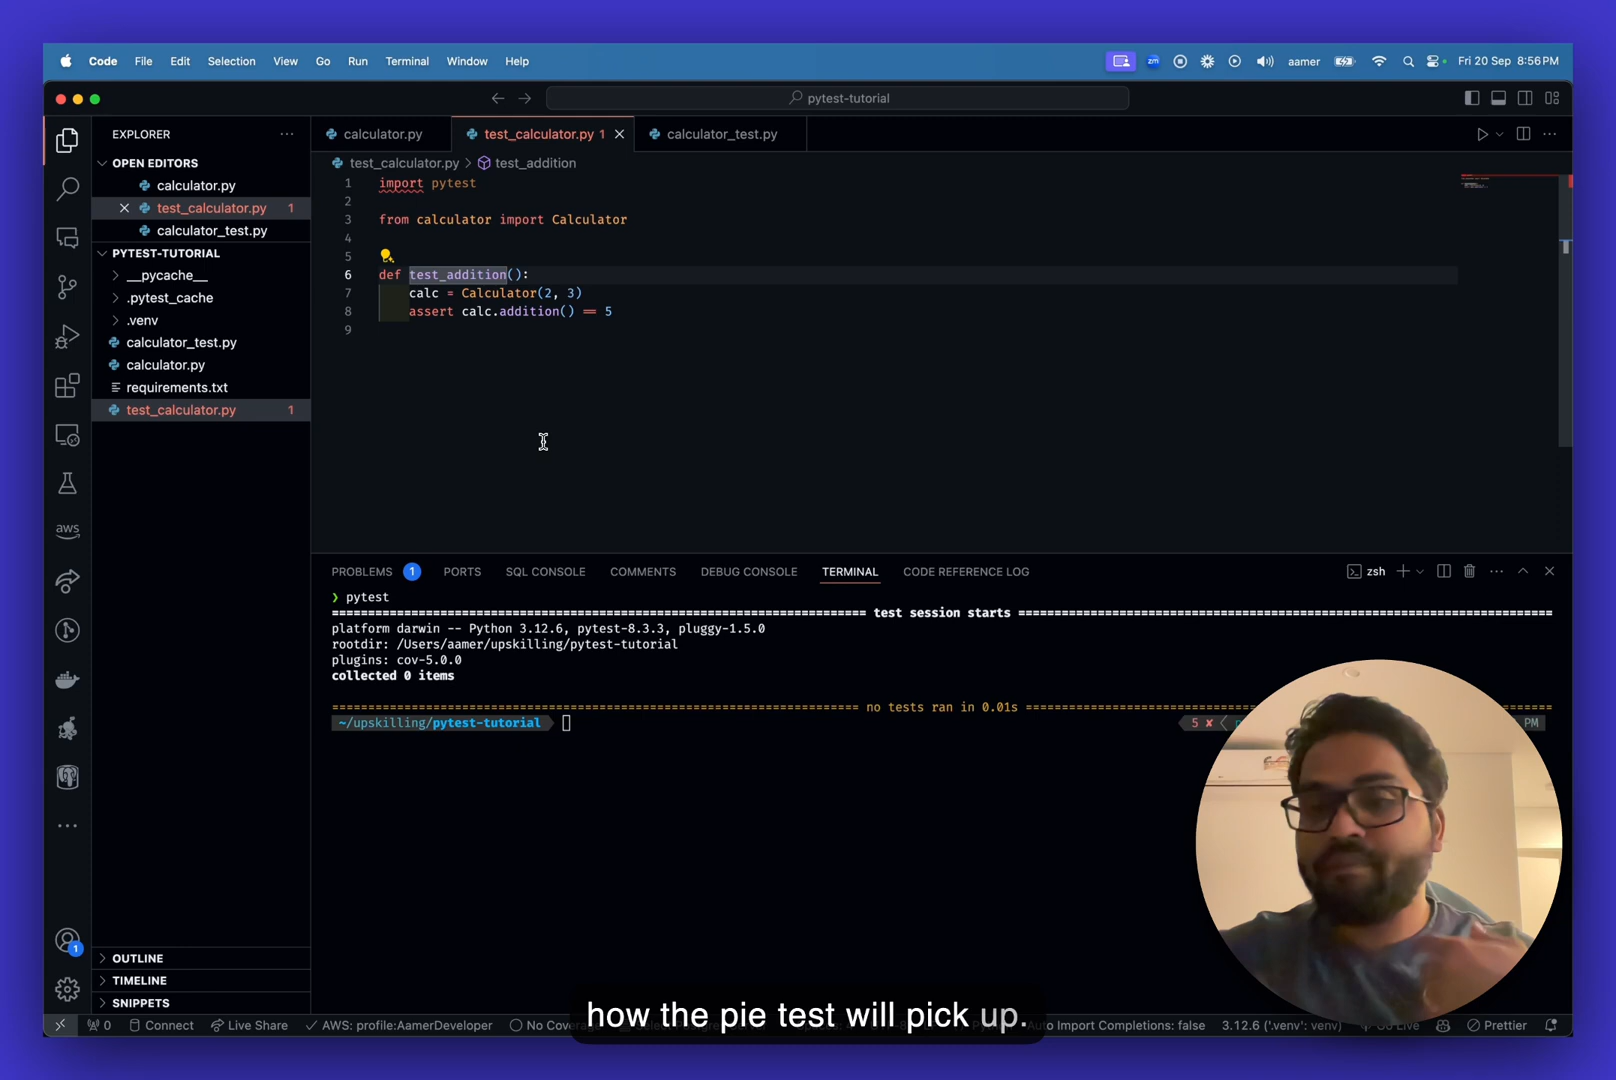 Code File Edit Selection View Go Run Terminal Window Help
zm aamer Fri 20 Sep 8:56 PM
pytest-tutorial
EXPLORER
calculator.py
test_calculator.py 1
calculator_test.py
OPEN EDITORS
calculator.py
test_calculator.py 1
calculator_test.py
PYTEST-TUTORIAL
__pycache__
.pytest_cache
.venv
calculator_test.py
calculator.py
requirements.txt
test_calculator.py 1
aws
1
OUTLINE
TIMELINE
SNIPPETS
test_calculator.py > test_addition
1 import pytest
2
3 from calculator import Calculator
4
5
6 def test_addition():
7 calc = Calculator(2, 3)
8 assert calc.addition() == 5
9
PROBLEMS 1 PORTS SQL CONSOLE COMMENTS DEBUG CONSOLE TERMINAL CODE REFERENCE LOG
zsh
❯ pytest
test session starts
platform darwin -- Python 3.12.6, pytest-8.3.3, pluggy-1.5.0
rootdir: /Users/aamer/upskilling/pytest-tutorial
plugins: cov-5.0.0
collected 0 items
no tests ran in 0.01s
~/upskilling/pytest-tutorial
5 ✘
PM
how the pie test will pick up.
0 Connect Live Share AWS: profile:AamerDeveloper No Cov
Auto Import Completions: false 3.12.6 ('.venv': venv) Go Live Prettier